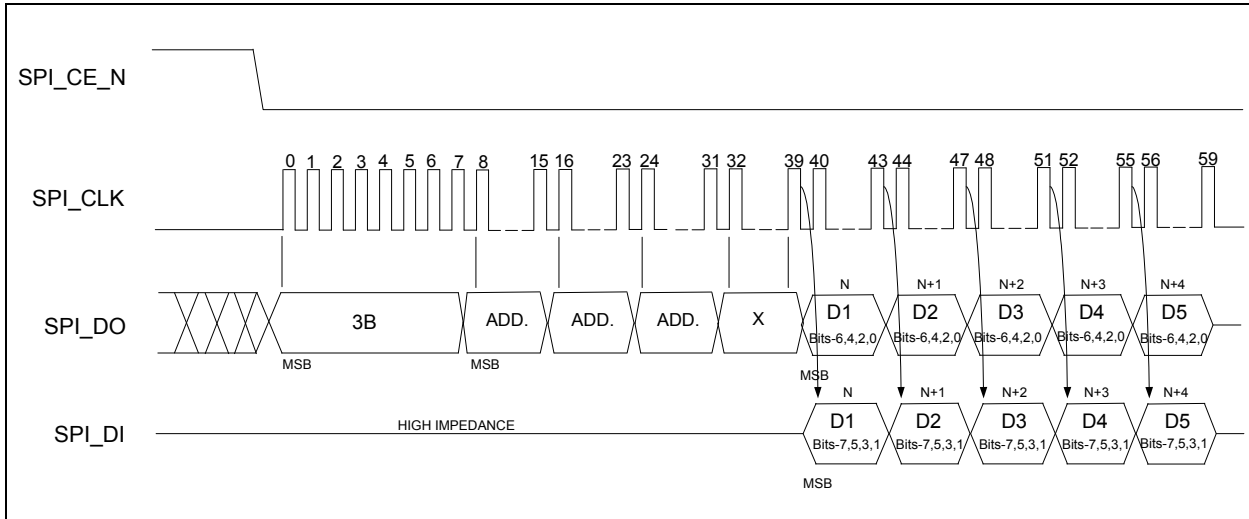 SPI_CE_N
0 1 2 3 4 5 6 7 8 15 16 23 24 31 32 39 40 43 44 47 48 51 52 55 56 59
SPI_CLK
N N+1 N+2 N+3 N+4
SPI_DO 3B ADD. ADD. ADD. X D1 D2 D3 D4 D5
Bits-6,4,2,0 Bits-6,4,2,0 Bits-6,4,2,0 Bits-6,4,2,0 Bits-6,4,2,0
MSB MSB MSB
N N+1 N+2 N+3 N+4
SPI_DI HIGH IMPEDANCE D1 D2 D3 D4 D5
Bits-7,5,3,1 Bits-7,5,3,1 Bits-7,5,3,1 Bits-7,5,3,1 Bits-7,5,3,1
MSB